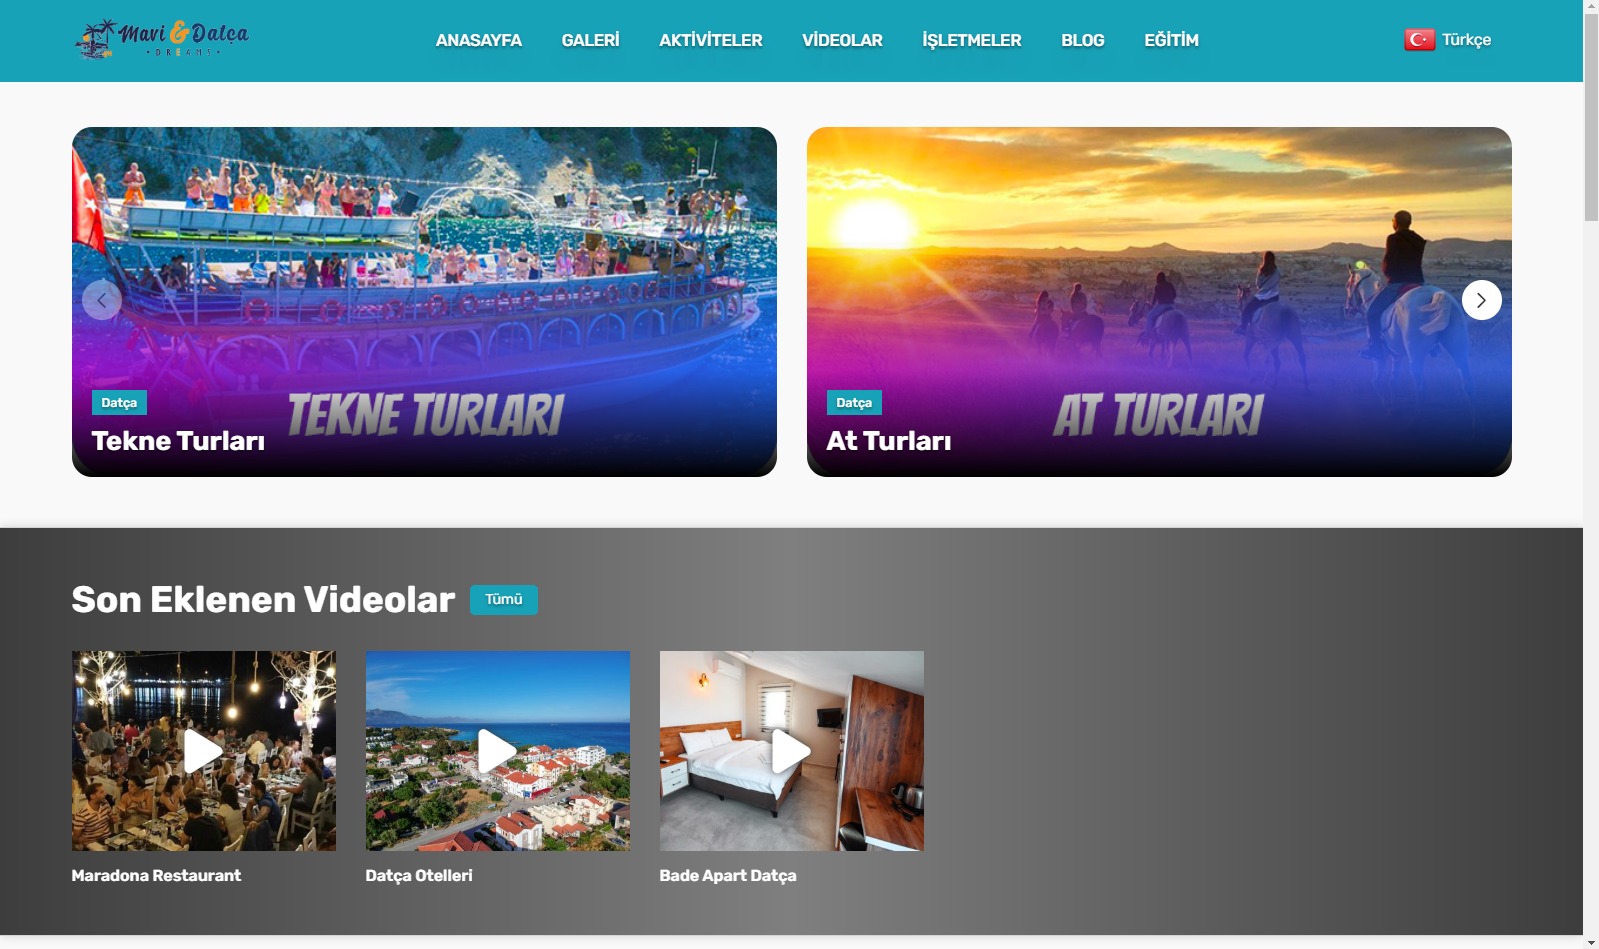 Mavi & Datça
• DREAMS •
ANASAYFA
GALERİ
AKTİVİTELER
VİDEOLAR
İŞLETMELER
BLOG
EĞİTİM
Türkçe
TEKNE TURLARI
Datça
Tekne Turları
AT TURLARI
Datça
At Turları
Son Eklenen Videolar
Tümü
Maradona Restaurant
Datça Otelleri
Bade Apart Datça